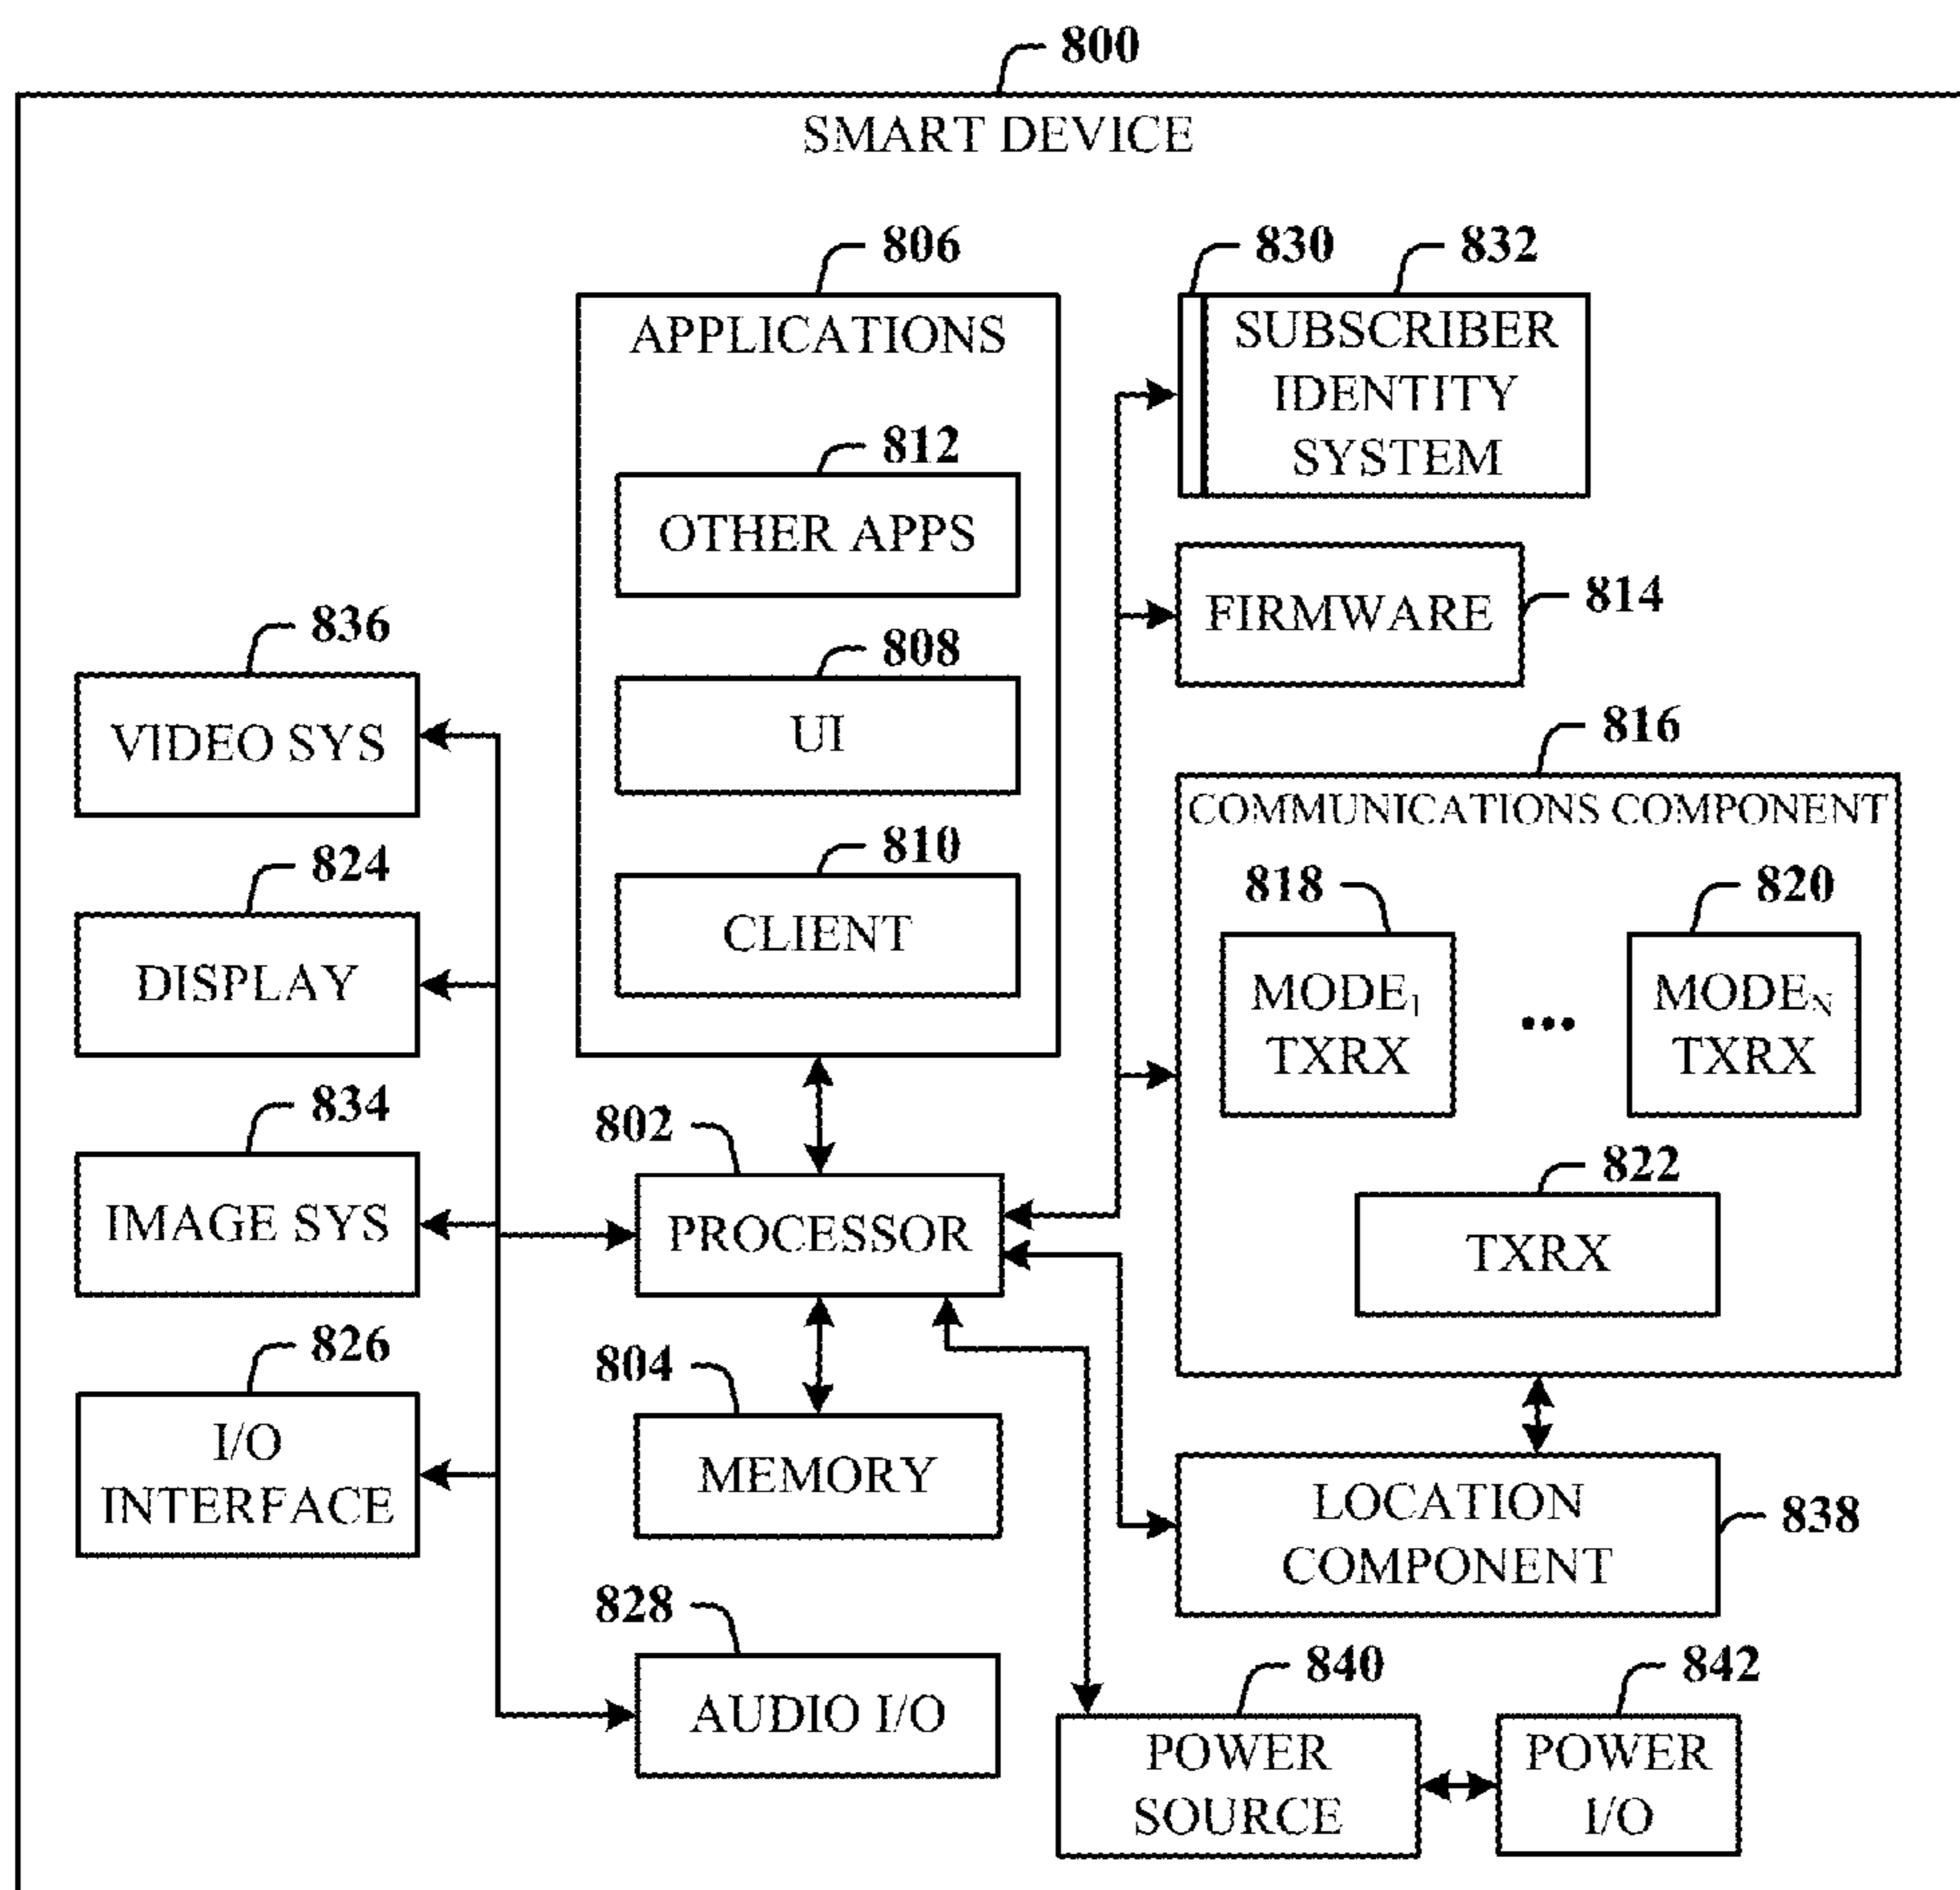 800
SMART DEVICE
806
830
832
APPLICATIONS
SUBSCRIBER
IDENTITY
SYSTEM
812
OTHER APPS
FIRMWARE
814
836
VIDEO SYS
808
UI
816
COMMUNICATIONS COMPONENT
824
DISPLAY
810
CLIENT
818
MODE1
TXRX
...
820
MODEN
TXRX
834
IMAGE SYS
802
PROCESSOR
822
TXRX
826
I/O
INTERFACE
804
MEMORY
LOCATION
COMPONENT
838
828
AUDIO I/O
840
POWER
SOURCE
842
POWER
I/O